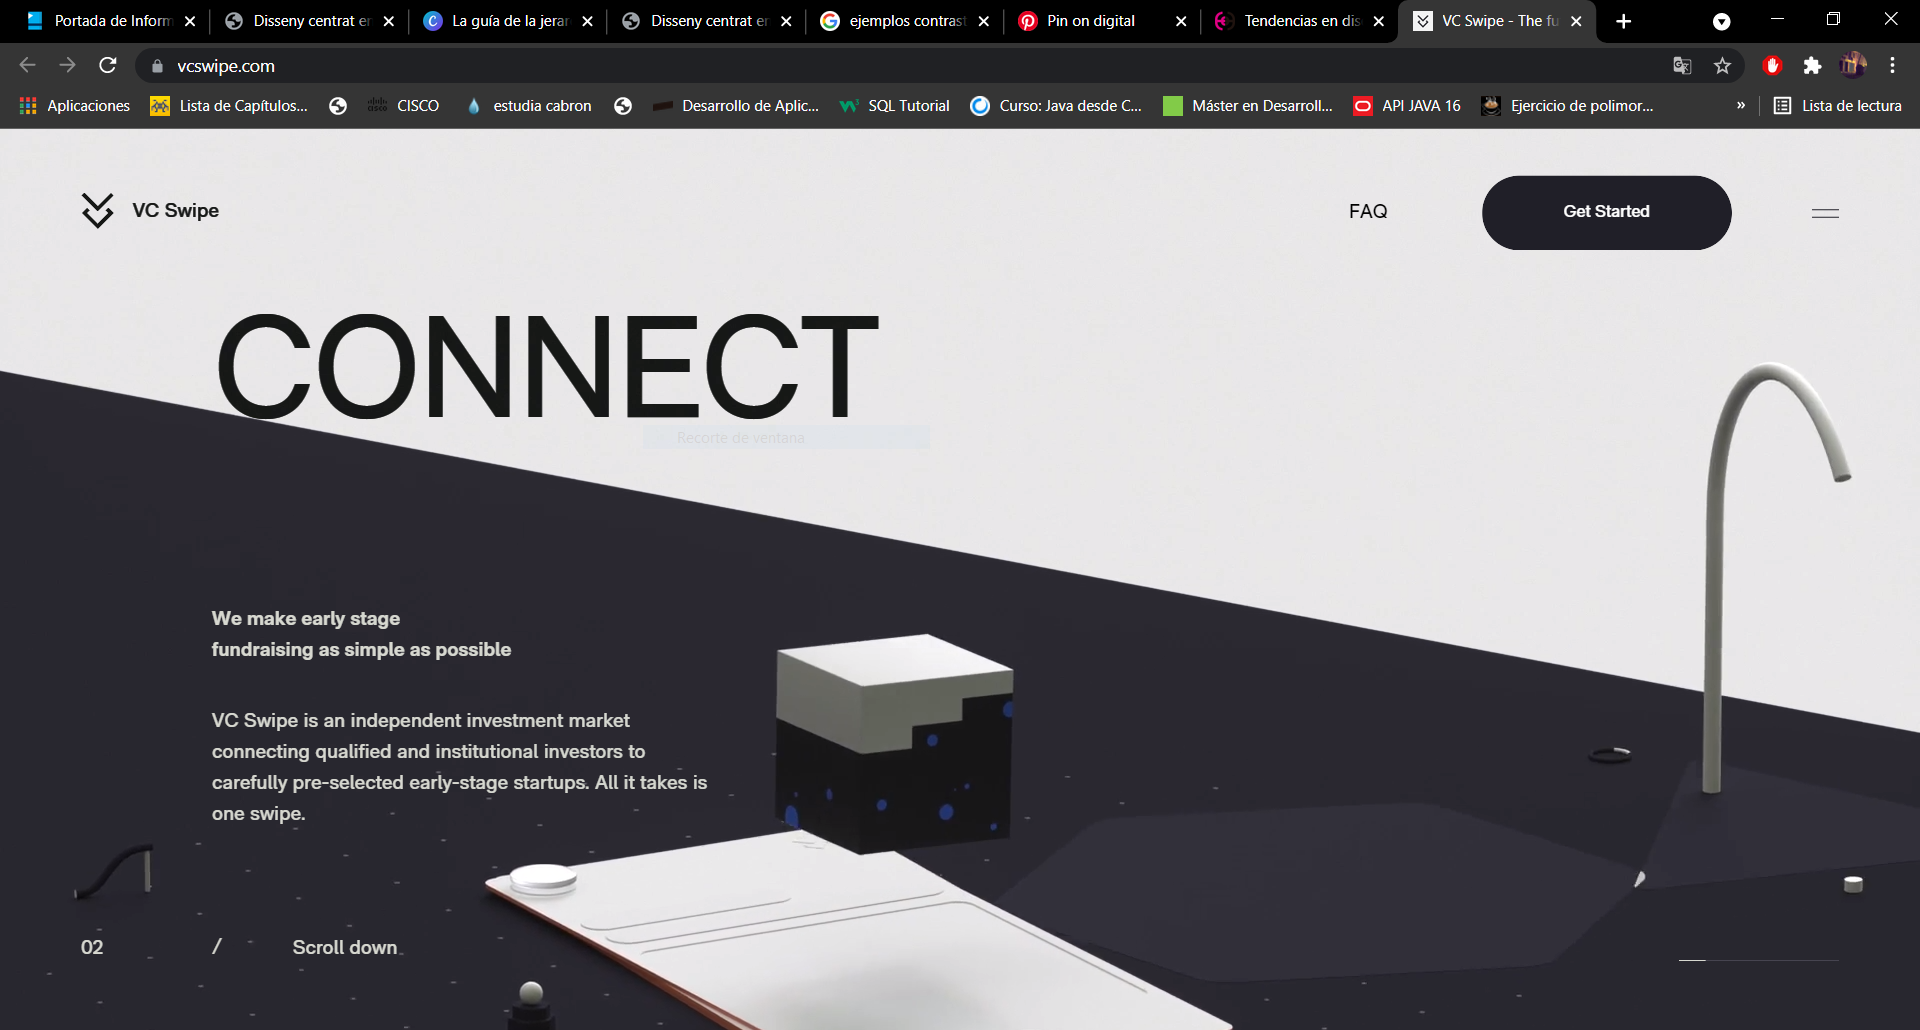 Portada de Inform
Disseny centrat en
La guía de la jerar
Disseny centrat en
ejemplos contrast
Pin on digital
Tendencias en dis
VC Swipe - The fu
vcswipe.com
Aplicaciones
Lista de Capítulos...
CISCO
estudia cabron
Desarrollo de Aplic...
SQL Tutorial
Curso: Java desde C...
Máster en Desarroll...
API JAVA 16
Ejercicio de polimor...
»
Lista de lectura
VC Swipe
FAQ
Get Started
CONNECT
Recorte de ventana
We make early stage
fundraising as simple as possible
VC Swipe is an independent investment market
connecting qualified and institutional investors to
carefully pre-selected early-stage startups. All it takes is
one swipe.
02 / Scroll down